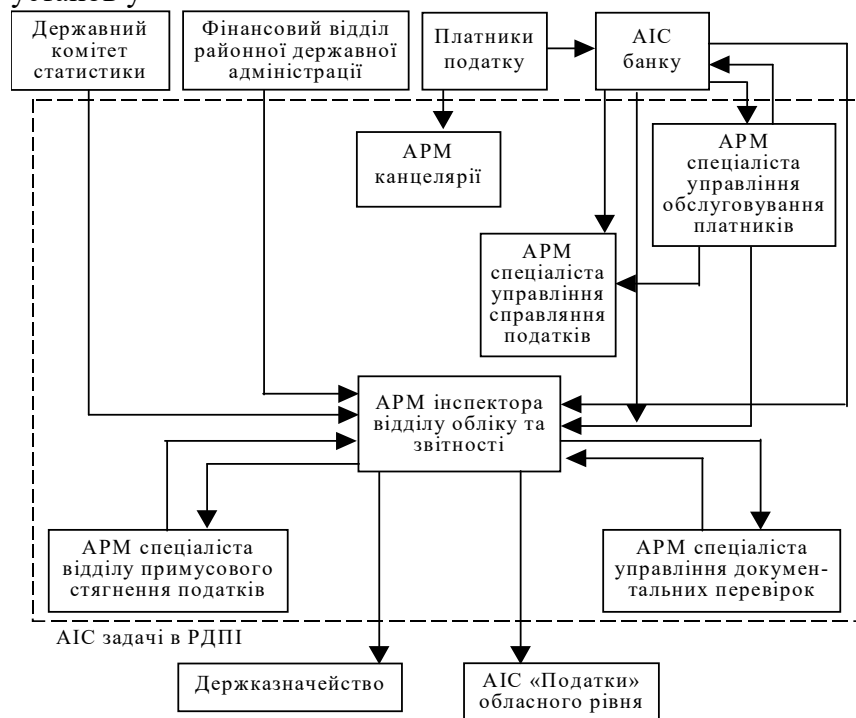 установ у
Державний
комітет
статистики
Фінансовий відділ
районної державної
адміністрації
Платники
податку
АІС
банку
АРМ
канцелярії
АРМ
спеціаліста
управління
обслуговування
платників
АРМ
спеціаліста
управління
справляння
податків
АРМ інспектора
відділу обліку та
звітності
АРМ спеціаліста
відділу примусового
стягнення податків
АРМ спеціаліста
управління докумен-
тальних перевірок
АІС задачі в РДПІ
Держказначейство
АІС «Податки»
обласного рівня